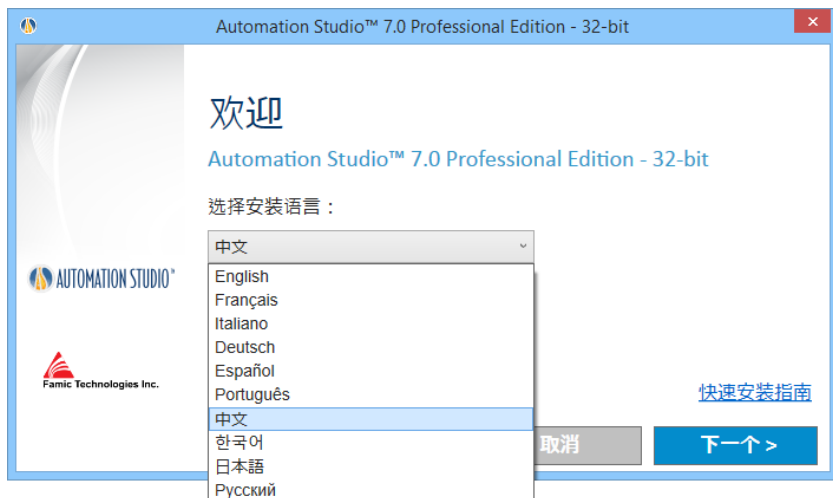 Automation Studio™ 7.0 Professional Edition - 32-bit
欢迎
Automation Studio™ 7.0 Professional Edition - 32-bit
选择安装语言：
中文
English
Français
Italiano
Deutsch
Español
Português
中文
한국어
日本語
Русский
AUTOMATION STUDIO™
Famic Technologies Inc.
快速安装指南
取消
下一个 >